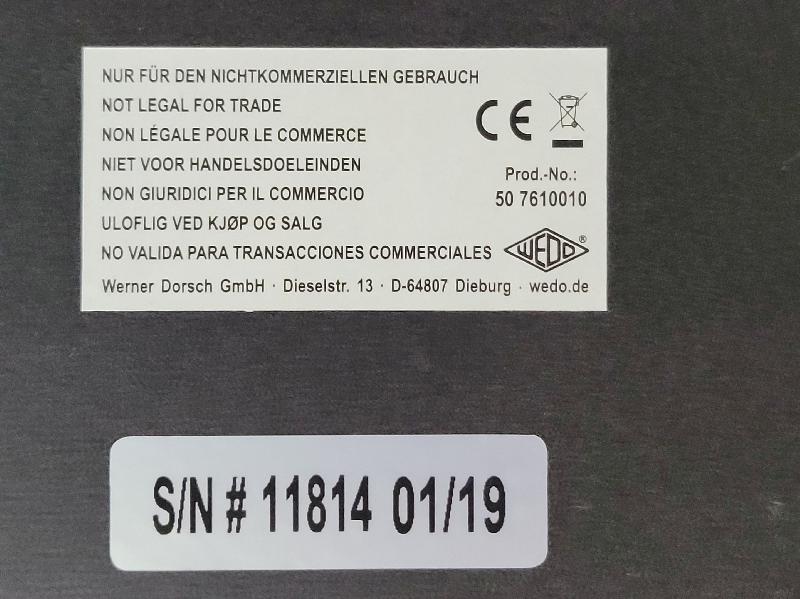 NUR FÜR DEN NICHTKOMMERZIELLEN GEBRAUCH
NOT LEGAL FOR TRADE
NON LÉGALE POUR LE COMMERCE
NIET VOOR HANDELSDOELEINDEN
NON GIURIDICI PER IL COMMERCIO
ULOFLIG VED KJØP OG SALG
NO VALIDA PARA TRANSACCIONES COMMERCIALES
CE
Prod.-No.:
50 7610010
WEDO®
Werner Dorsch GmbH · Dieselstr. 13 · D-64807 Dieburg · wedo.de
S/N # 11814 01/19